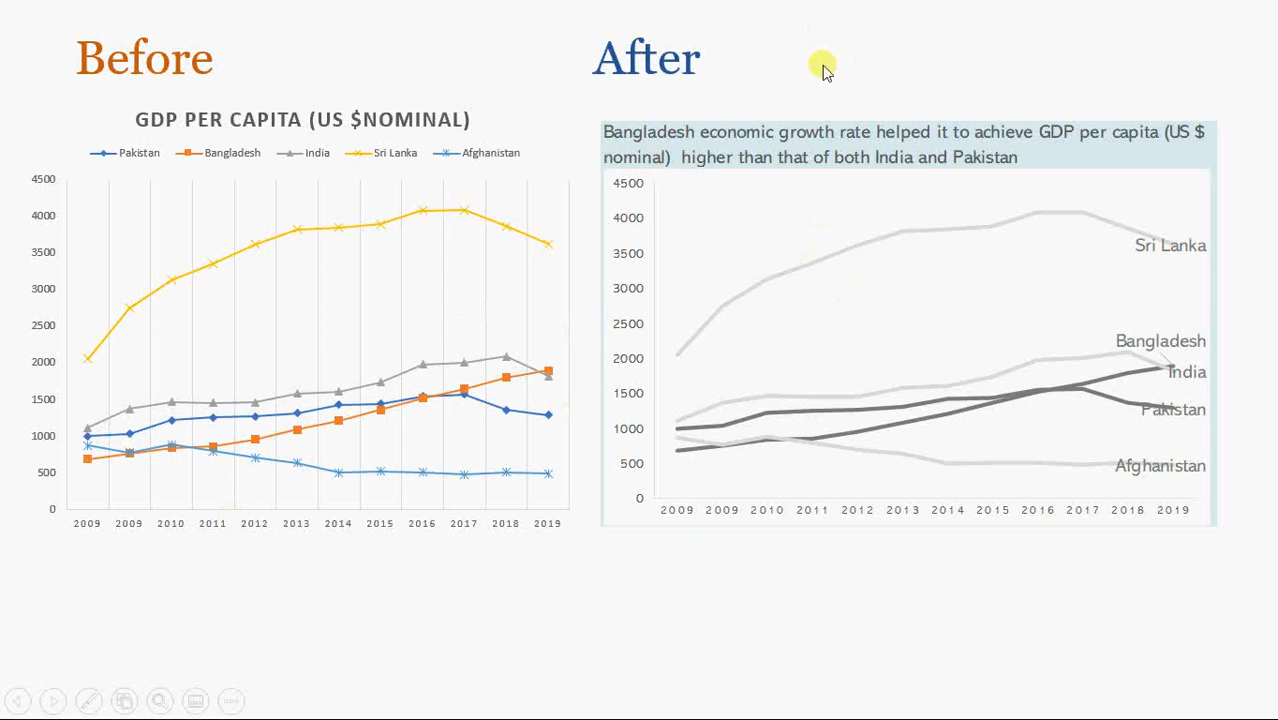 Before
After
GDP PER CAPITA (US $NOMINAL)
Pakistan Bangladesh India Sri Lanka Afghanistan
4500
4000
3500
3000
2500
2000
1500
1000
500
0
2009 2009 2010 2011 2012 2013 2014 2015 2016 2017 2018 2019
Bangladesh economic growth rate helped it to achieve GDP per capita (US $
nominal) higher than that of both India and Pakistan
4500
4000
3500
3000
2500
2000
1500
1000
500
0
Sri Lanka
Bangladesh
India
Pakistan
Afghanistan
2009 2009 2010 2011 2012 2013 2014 2015 2016 2017 2018 2019